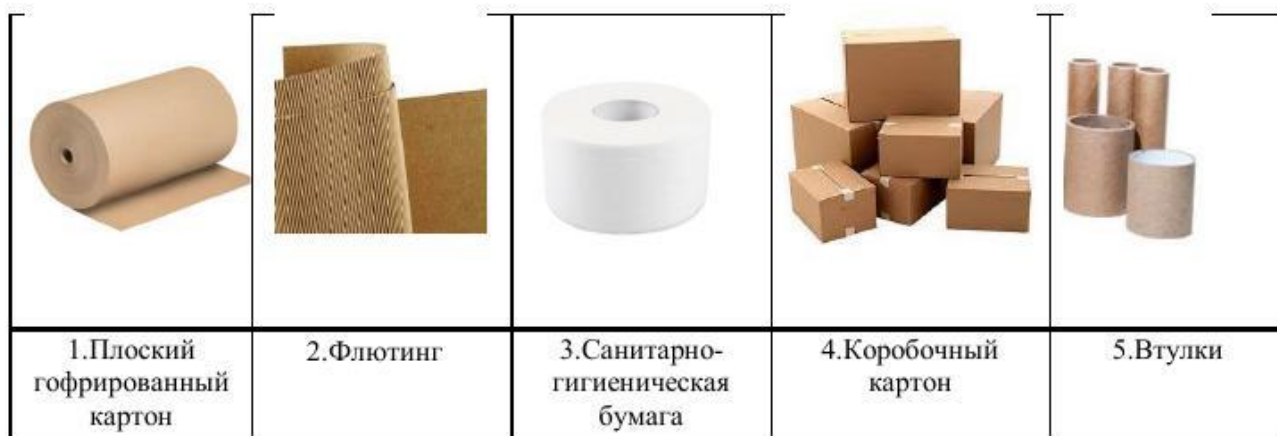 1.Плоский
гофрированный
картон
2.Флютинг
3.Санитарно-
гигиеническая
бумага
4.Коробочный
картон
5.Втулки